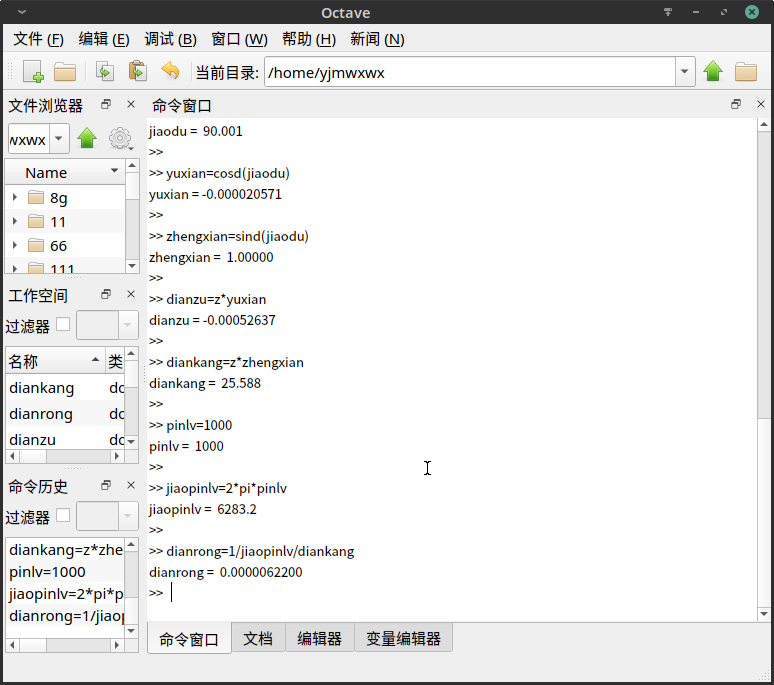 Octave
文件 (F) 编辑 (E) 调试 (B) 窗口 (W) 帮助 (H) 新闻 (N)
当前目录: /home/yjmwxwx
文件浏览器
wxwx
Name
8g
11
66
111
工作空间
过滤器
名称 类
diankang dc
dianrong dc
dianzu dc
命令历史
过滤器
diankang=z*zhe
pinlv=1000
jiaopinlv=2*pi*p
dianrong=1/jiaop
命令窗口
jiaodu = 90.001
>>
>> yuxian=cosd(jiaodu)
yuxian = -0.000020571
>>
>> zhengxian=sind(jiaodu)
zhengxian = 1.00000
>>
>> dianzu=z*yuxian
dianzu = -0.00052637
>>
>> diankang=z*zhengxian
diankang = 25.588
>>
>> pinlv=1000
pinlv = 1000
>>
>> jiaopinlv=2*pi*pinlv
jiaopinlv = 6283.2
>>
>> dianrong=1/jiaopinlv/diankang
dianrong = 0.0000062200
>>
命令窗口 文档 编辑器 变量编辑器